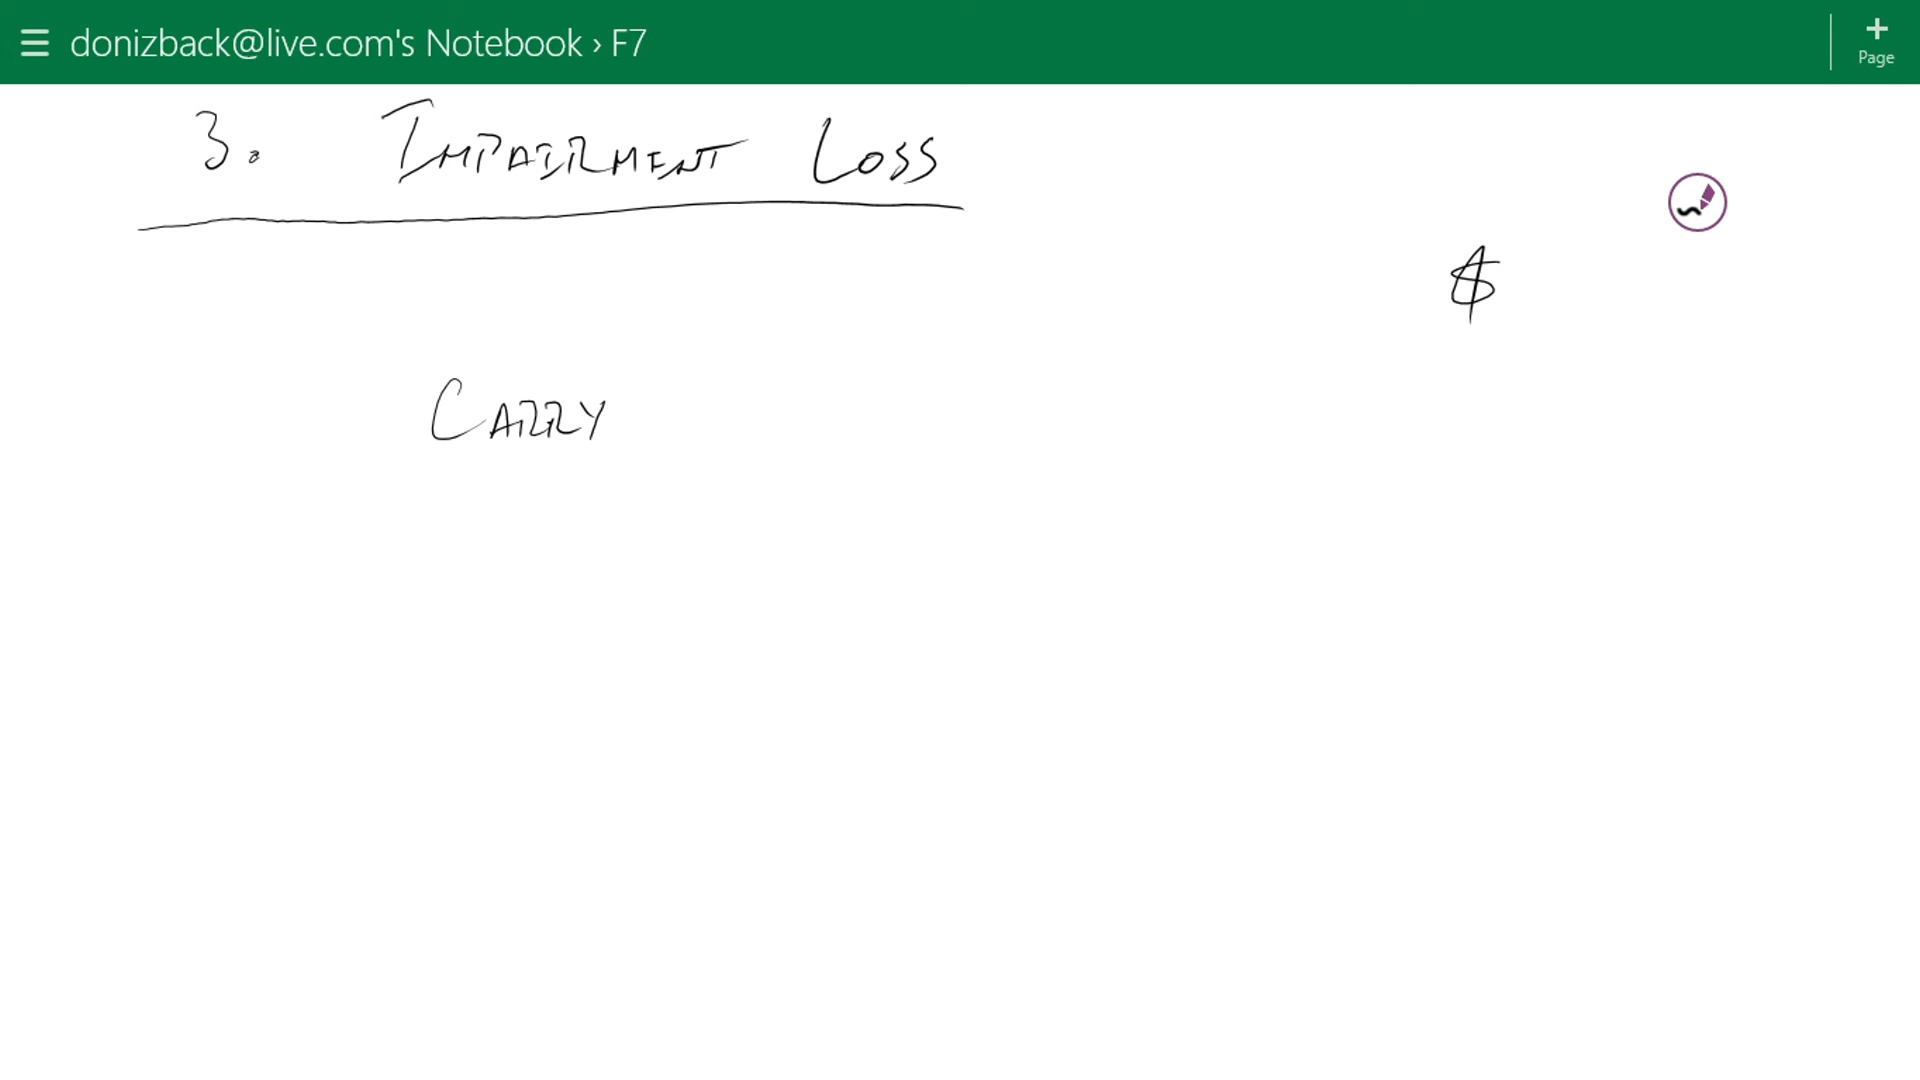 donizback@live.com's Notebook › F7
+
Page
3. IMPAIRMENT LOSS
$
CARRY